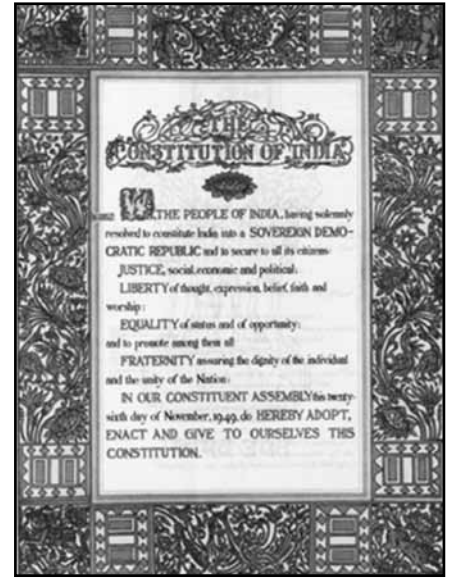 THE
CONSTITUTION OF INDIA
WE, THE PEOPLE OF INDIA, having solemnly
resolved to constitute India into a SOVEREIGN DEMO-
CRATIC REPUBLIC and to secure to all its citizens:
JUSTICE, social, economic and political;
LIBERTY of thought, expression, belief, faith and
worship;
EQUALITY of status and of opportunity;
and to promote among them all
FRATERNITY assuring the dignity of the individual
and the unity of the Nation;
IN OUR CONSTITUENT ASSEMBLY this twenty-
sixth day of November, 1949, do HEREBY ADOPT,
ENACT AND GIVE TO OURSELVES THIS
CONSTITUTION.